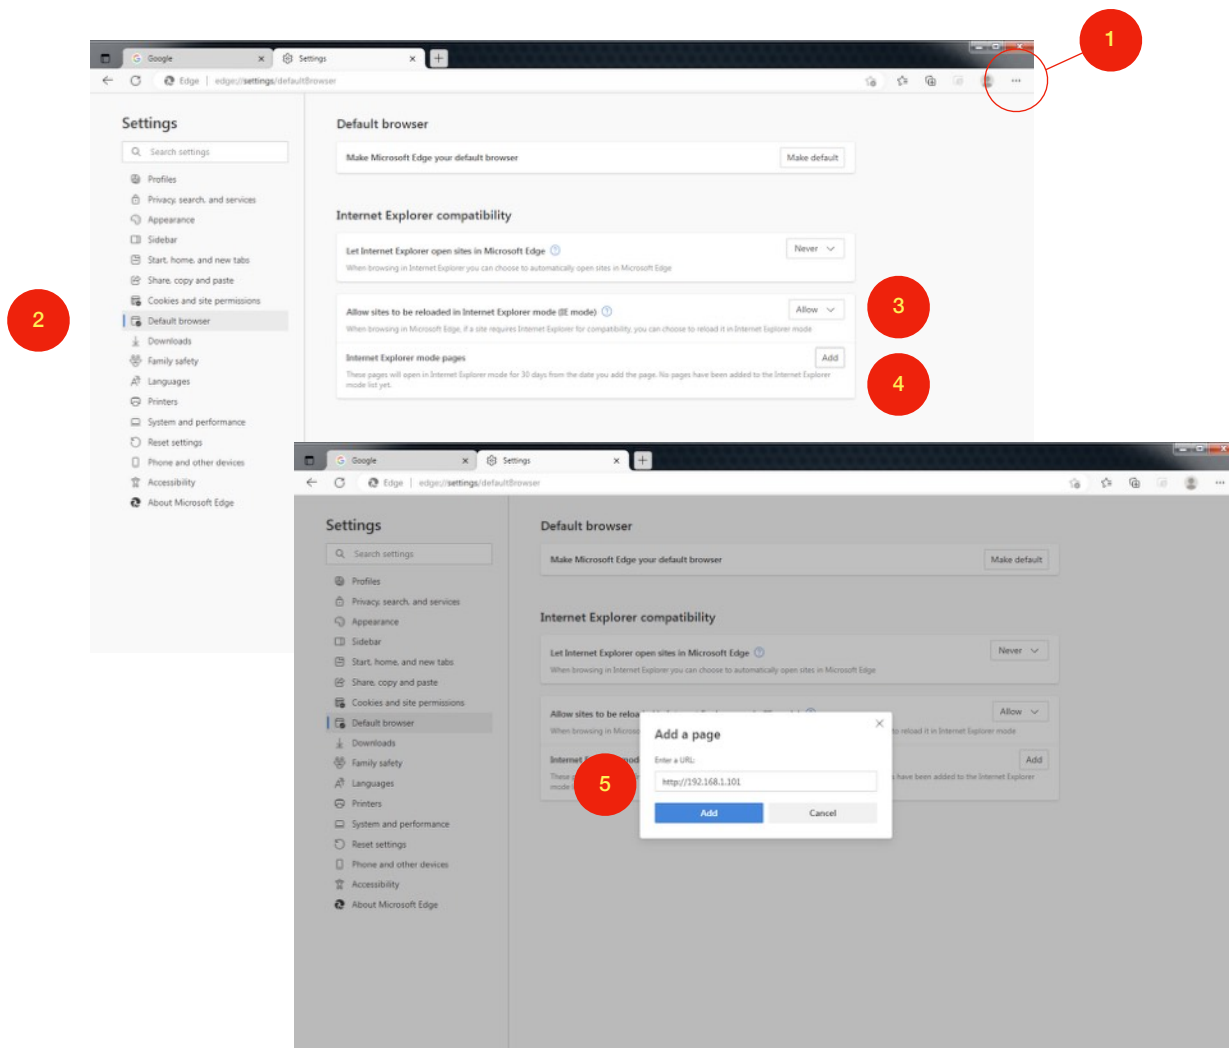 1
Google
Settings
Edge | edge://settings/defaultBrowser
Settings
Search settings
Profiles
Privacy, search, and services
Appearance
Sidebar
Start, home, and new tabs
Share, copy and paste
Cookies and site permissions
2
Default browser
Downloads
Family safety
Languages
Printers
System and performance
Reset settings
Phone and other devices
Accessibility
About Microsoft Edge
Default browser
Make Microsoft Edge your default browser
Make default
Internet Explorer compatibility
Let Internet Explorer open sites in Microsoft Edge
Never
When browsing in Internet Explorer you can choose to automatically open sites in Microsoft Edge
Allow sites to be reloaded in Internet Explorer mode (IE mode)
Allow
3
When browsing in Microsoft Edge, if a site requires Internet Explorer for compatibility, you can choose to reload it in Internet Explorer mode
Internet Explorer mode pages
Add
These pages will open in Internet Explorer mode for 30 days from the date you add the page. No pages have been added to the Internet Explorer
mode list yet.
4
Google
Settings
Edge | edge://settings/defaultBrowser
Settings
Search settings
Profiles
Privacy, search, and services
Appearance
Sidebar
Start, home, and new tabs
Share, copy and paste
Cookies and site permissions
Default browser
Downloads
Family safety
Languages
Printers
System and performance
Reset settings
Phone and other devices
Accessibility
About Microsoft Edge
Default browser
Make Microsoft Edge your default browser
Make default
Internet Explorer compatibility
Let Internet Explorer open sites in Microsoft Edge
Never
When browsing in Internet Explorer you can choose to automatically open sites in Microsoft Edge
Allow sites to be reloa
Allow
When browsing in Micros
to reload it in Internet Explorer mode
Internet
mod
Add
These
have been added to the Internet Explorer
mode
5
Add a page
Enter a URL:
http://192.168.1.101
Add
Cancel